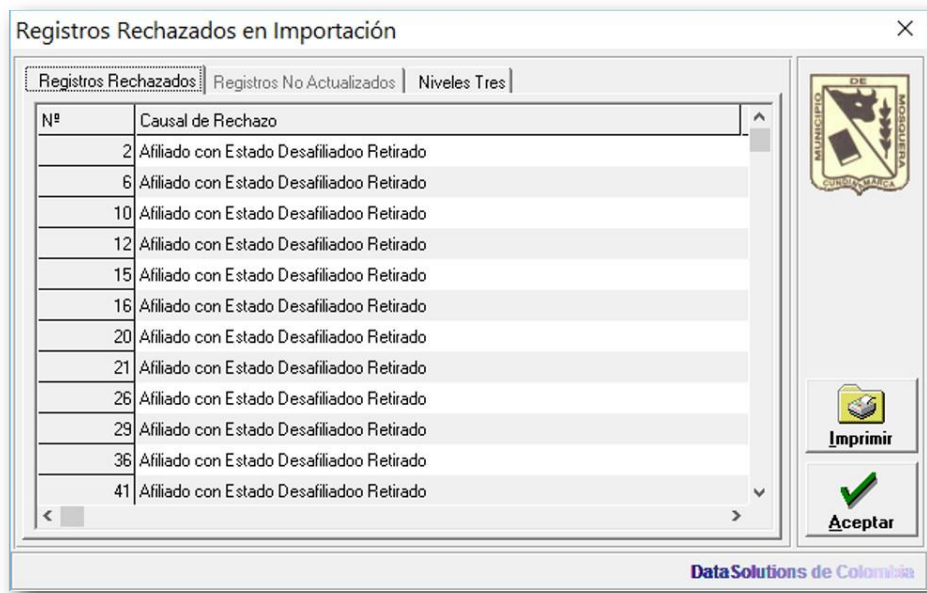 Registros Rechazados en Importación
Registros Rechazados Registros No Actualizados Niveles Tres
Nº Causal de Rechazo
2 Afiliado con Estado Desafiliadoo Retirado
6 Afiliado con Estado Desafiliadoo Retirado
10 Afiliado con Estado Desafiliadoo Retirado
12 Afiliado con Estado Desafiliadoo Retirado
15 Afiliado con Estado Desafiliadoo Retirado
16 Afiliado con Estado Desafiliadoo Retirado
20 Afiliado con Estado Desafiliadoo Retirado
21 Afiliado con Estado Desafiliadoo Retirado
26 Afiliado con Estado Desafiliadoo Retirado
29 Afiliado con Estado Desafiliadoo Retirado
36 Afiliado con Estado Desafiliadoo Retirado
41 Afiliado con Estado Desafiliadoo Retirado
MUNICIPIO DE MOSQUERA
CUNDINAMARCA
Imprimir
Aceptar
DataSolutions de Colombia